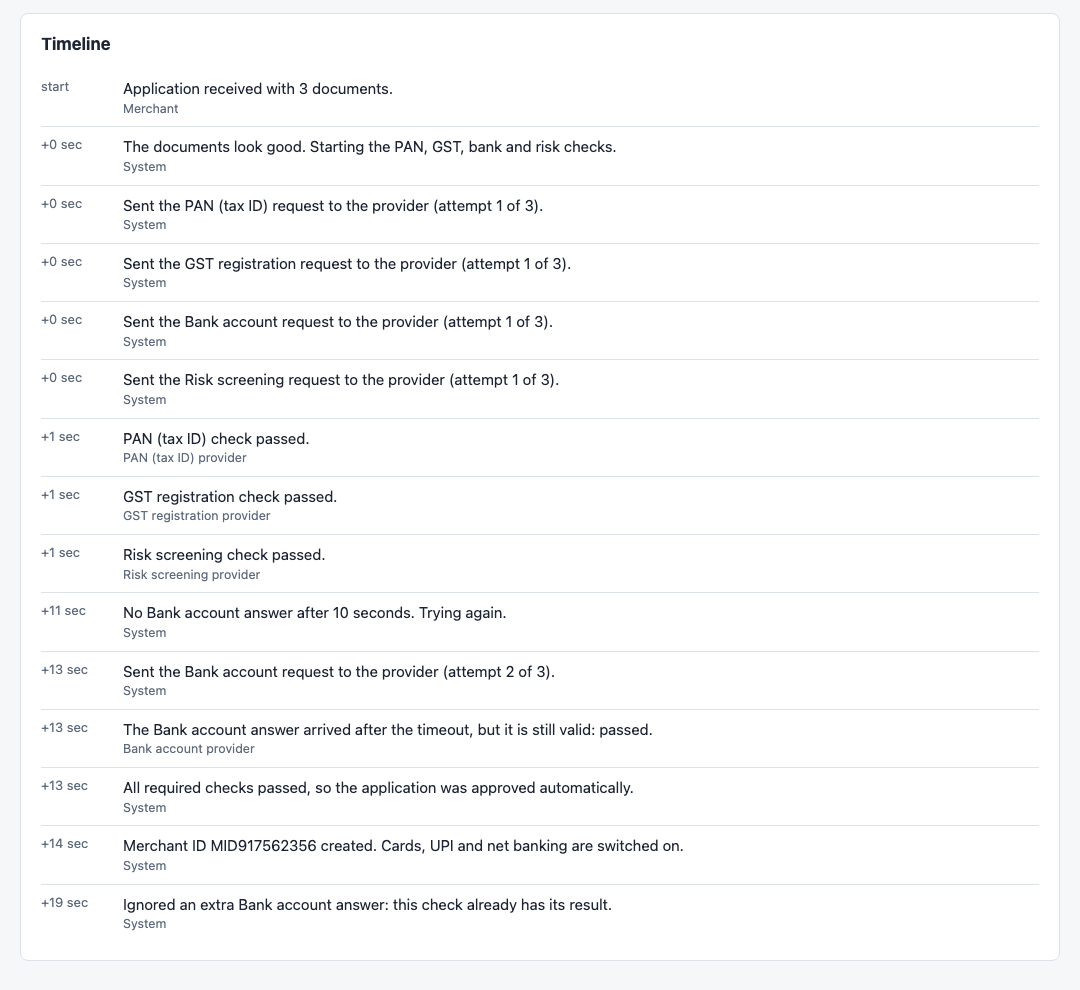 Timeline
start
Application received with 3 documents.
Merchant
+0 sec
The documents look good. Starting the PAN, GST, bank and risk checks.
System
+0 sec
Sent the PAN (tax ID) request to the provider (attempt 1 of 3).
System
+0 sec
Sent the GST registration request to the provider (attempt 1 of 3).
System
+0 sec
Sent the Bank account request to the provider (attempt 1 of 3).
System
+0 sec
Sent the Risk screening request to the provider (attempt 1 of 3).
System
+1 sec
PAN (tax ID) check passed.
PAN (tax ID) provider
+1 sec
GST registration check passed.
GST registration provider
+1 sec
Risk screening check passed.
Risk screening provider
+11 sec
No Bank account answer after 10 seconds. Trying again.
System
+13 sec
Sent the Bank account request to the provider (attempt 2 of 3).
System
+13 sec
The Bank account answer arrived after the timeout, but it is still valid: passed.
Bank account provider
+13 sec
All required checks passed, so the application was approved automatically.
System
+14 sec
Merchant ID MID917562356 created. Cards, UPI and net banking are switched on.
System
+19 sec
Ignored an extra Bank account answer: this check already has its result.
System